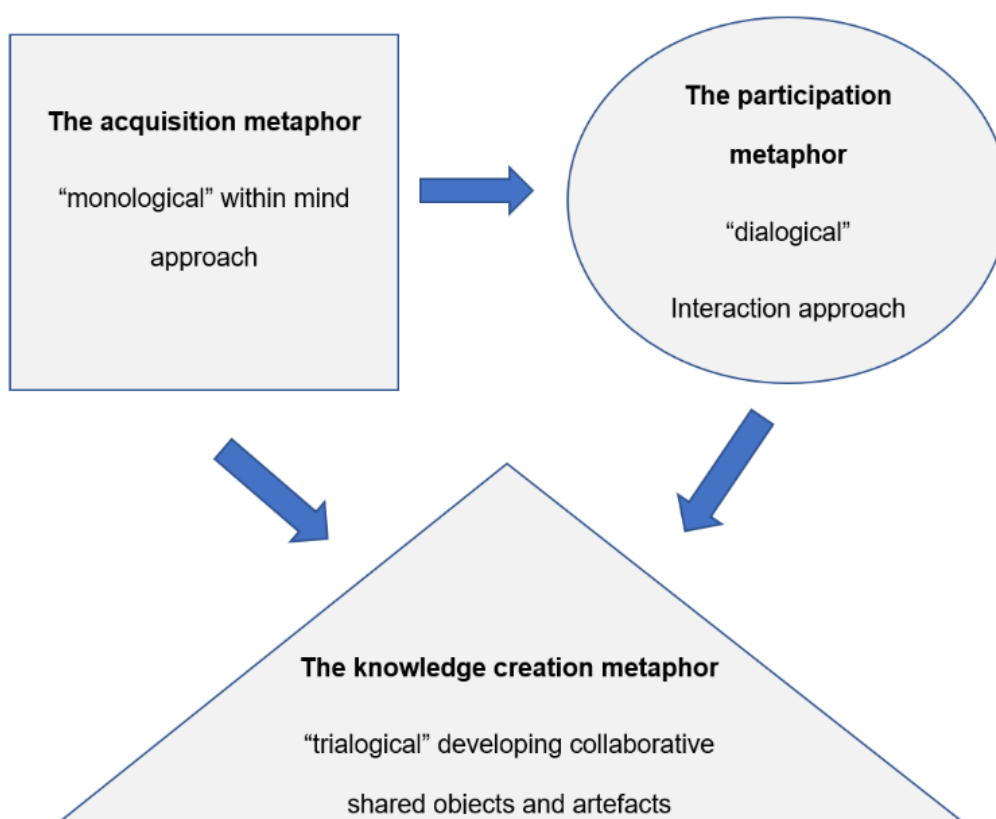 The acquisition metaphor
“monological” within mind
approach
The participation
metaphor
“dialogical”
Interaction approach
The knowledge creation metaphor
“trialogical” developing collaborative
shared objects and artefacts